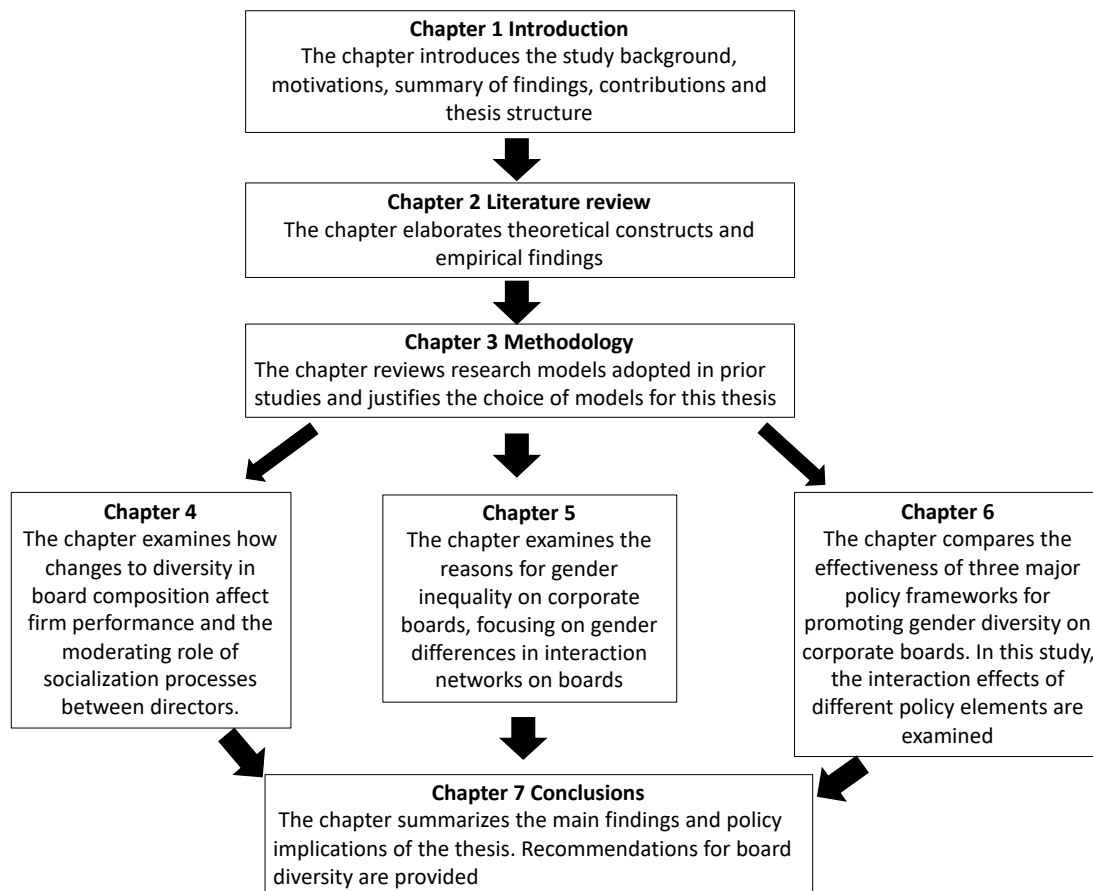 Chapter 1 Introduction
The chapter introduces the study background,
motivations, summary of findings, contributions and
thesis structure
Chapter 2 Literature review
The chapter elaborates theoretical constructs and
empirical findings
Chapter 3 Methodology
The chapter reviews research models adopted in prior
studies and justifies the choice of models for this thesis
Chapter 4
The chapter examines how
changes to diversity in
board composition affect
firm performance and the
moderating role of
socialization processes
between directors.
Chapter 5
The chapter examines the
reasons for gender
inequality on corporate
boards, focusing on gender
differences in interaction
networks on boards
Chapter 6
The chapter compares the
effectiveness of three major
policy frameworks for
promoting gender diversity on
corporate boards. In this study,
the interaction effects of
different policy elements are
examined
Chapter 7 Conclusions
The chapter summarizes the main findings and policy
implications of the thesis. Recommendations for board
diversity are provided